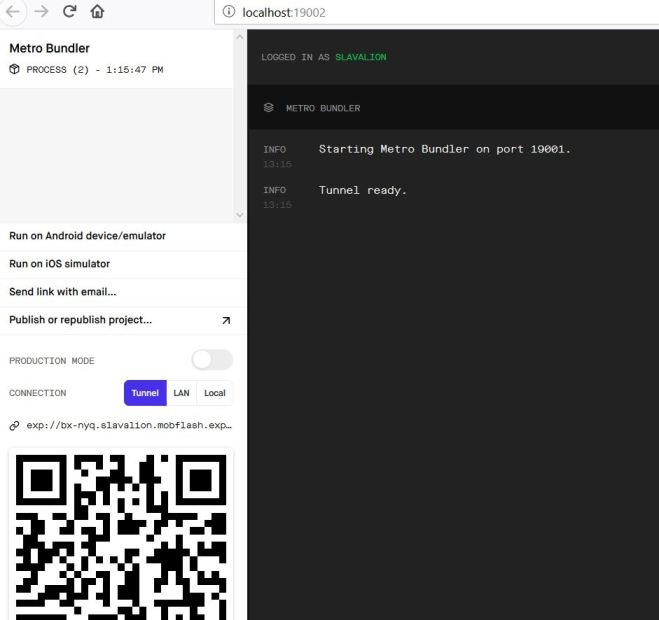 localhost:19002
Metro Bundler
PROCESS (2) - 1:15:47 PM
Run on Android device/emulator
Run on iOS simulator
Send link with email...
Publish or republish project...
PRODUCTION MODE
CONNECTION
Tunnel LAN Local
exp://bx-nyq.slavalion.mobflash.exp...
LOGGED IN AS SLAVALION
METRO BUNDLER
INFO Starting Metro Bundler on port 19001.
13:15
INFO Tunnel ready.
13:15